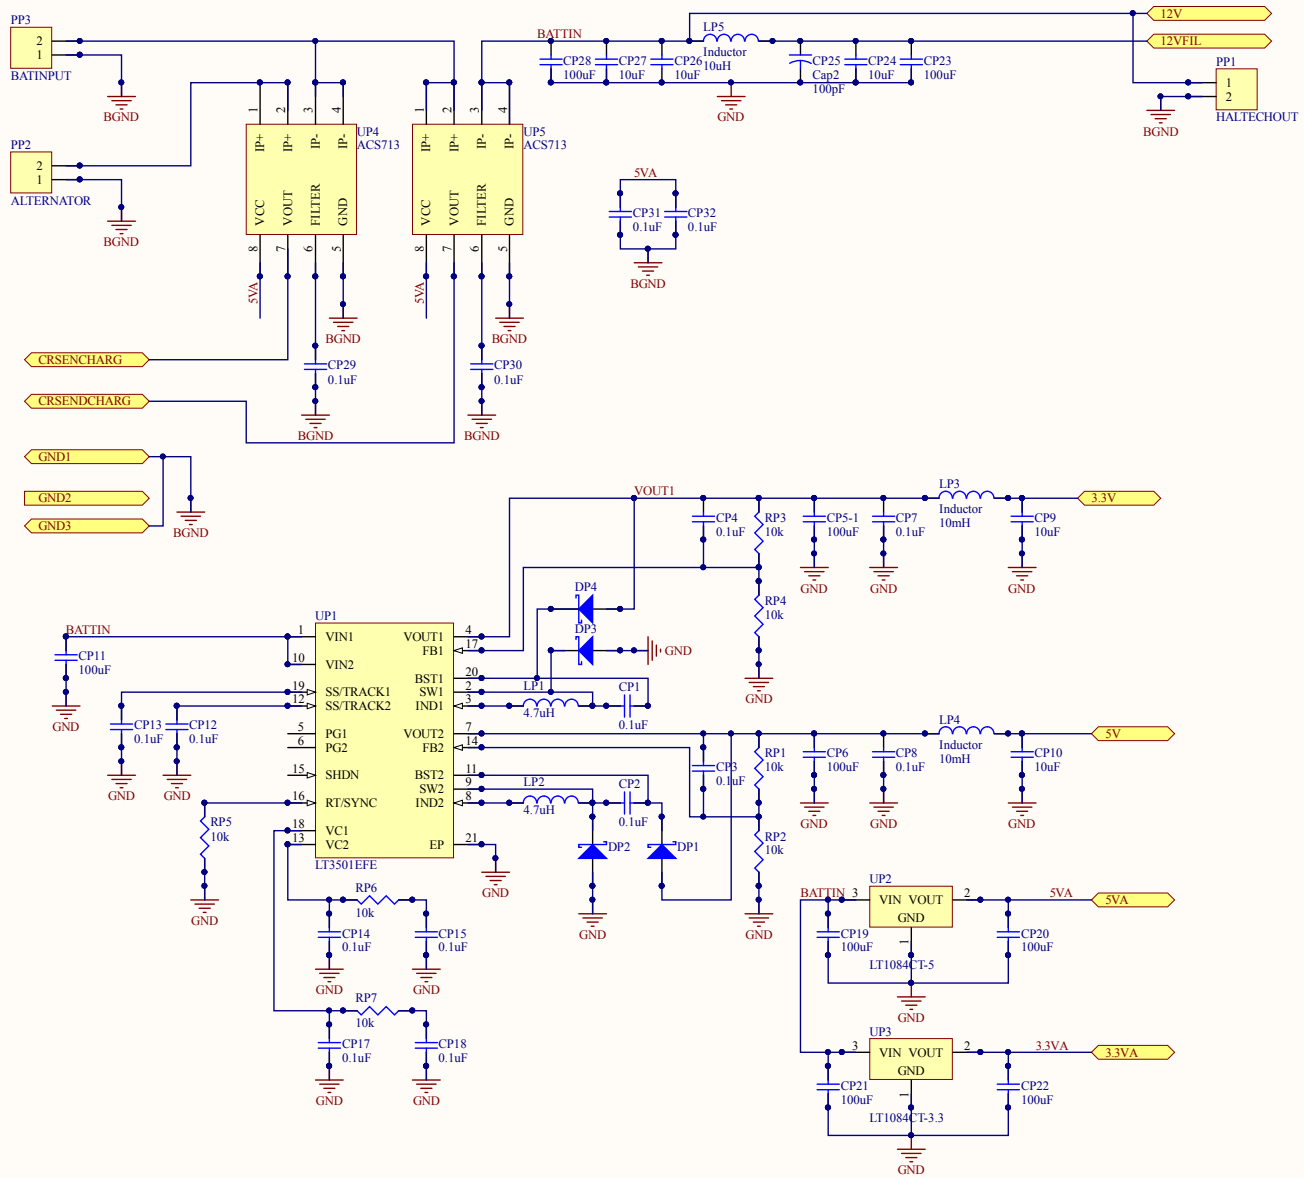 PP3
2
1
BATINPUT
BGND
PP2
2
1
ALTERNATOR
BGND
1
2
3
4
IP+
IP+
IP-
IP-
UP4
ACS713
VCC
VOUT
FILTER
GND
8
7
6
5
5VA
BGND
CP29
0.1uF
BGND
1
2
3
4
IP+
IP+
IP-
IP-
UP5
ACS713
VCC
VOUT
FILTER
GND
8
7
6
5
5VA
BGND
CP30
0.1uF
BGND
BATTIN
CP28
100uF
CP27
10uF
CP26
10uF
LP5
Inductor
10uH
GND
CP25
Cap2
100pF
CP24
10uF
CP23
100uF
12V
12VFIL
PP1
1
2
HALTECHOUT
BGND
5VA
CP31
0.1uF
CP32
0.1uF
BGND
CRSENCHARG
CRSENDCHARG
GND1
GND2
GND3
BGND
VOUT1
CP4
0.1uF
RP3
10k
CP5-1
100uF
GND
CP7
0.1uF
GND
LP3
Inductor
10mH
CP9
10uF
GND
3.3V
RP4
10k
GND
DP4
DP3
GND
BATTIN
CP11
100uF
GND
CP13
0.1uF
GND
CP12
0.1uF
GND
UP1
1
VIN1
10
VIN2
19
SS/TRACK1
12
SS/TRACK2
5
PG1
6
PG2
15
SHDN
16
RT/SYNC
18
VC1
13
VC2
VOUT1
4
FB1
17
BST1
20
SW1
2
IND1
3
VOUT2
7
FB2
14
BST2
11
SW2
9
IND2
8
EP
21
LT3501EFE
GND
LP1
4.7uH
CP1
0.1uF
LP2
4.7uH
CP2
0.1uF
DP2
GND
DP1
CP3
0.1uF
RP1
10k
RP2
10k
GND
CP6
100uF
GND
CP8
0.1uF
GND
LP4
Inductor
10mH
CP10
10uF
GND
5V
RP5
10k
GND
RP6
10k
CP14
0.1uF
GND
CP15
0.1uF
GND
RP7
10k
CP17
0.1uF
GND
CP18
0.1uF
GND
BATTIN
3
UP2
VIN VOUT
GND
2
1
LT1084CT-5
CP19
100uF
CP20
100uF
GND
5VA
5VA
3
UP3
VIN VOUT
GND
2
1
LT1084CT-3.3
CP21
100uF
CP22
100uF
GND
3.3VA
3.3VA